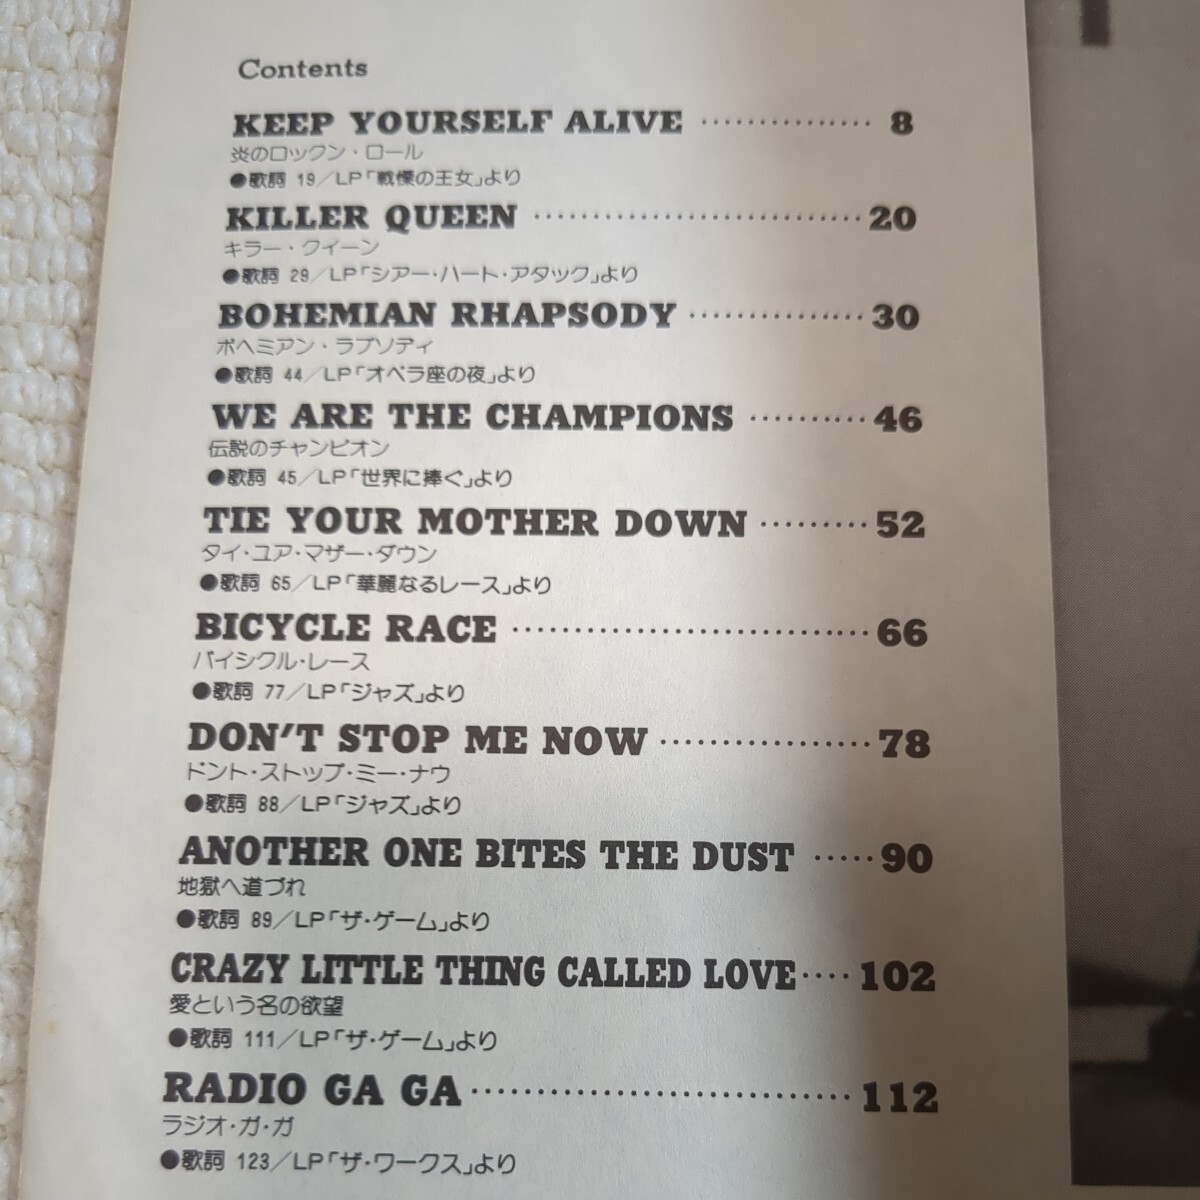 Contents
KEEP YOURSELF ALIVE ··············· 8
炎のロックン・ロール
●歌詞 19/LP「戦慄の王女」より
KILLER QUEEN ····························20
キラー・クイーン
●歌詞 29/LP「シアー・ハート・アタック」より
BOHEMIAN RHAPSODY ···············30
ボヘミアン・ラプソディ
●歌詞 44/LP「オペラ座の夜」より
WE ARE THE CHAMPIONS ··········46
伝説のチャンピオン
●歌詞 45/LP「世界に捧ぐ」より
TIE YOUR MOTHER DOWN ·········52
タイ・ユア・マザー・ダウン
●歌詞 65/LP「華麗なるレース」より
BICYCLE RACE ······························66
バイシクル・レース
●歌詞 77/LP「ジャズ」より
DON'T STOP ME NOW ··················78
ドント・ストップ・ミー・ナウ
●歌詞 88/LP「ジャズ」より
ANOTHER ONE BITES THE DUST ·····90
地獄へ道づれ
●歌詞 89/LP「ザ・ゲーム」より
CRAZY LITTLE THING CALLED LOVE····102
愛という名の欲望
●歌詞 111/LP「ザ・ゲーム」より
RADIO GA GA ······························112
ラジオ・ガ・ガ
●歌詞 123/LP「ザ・ワークス」より